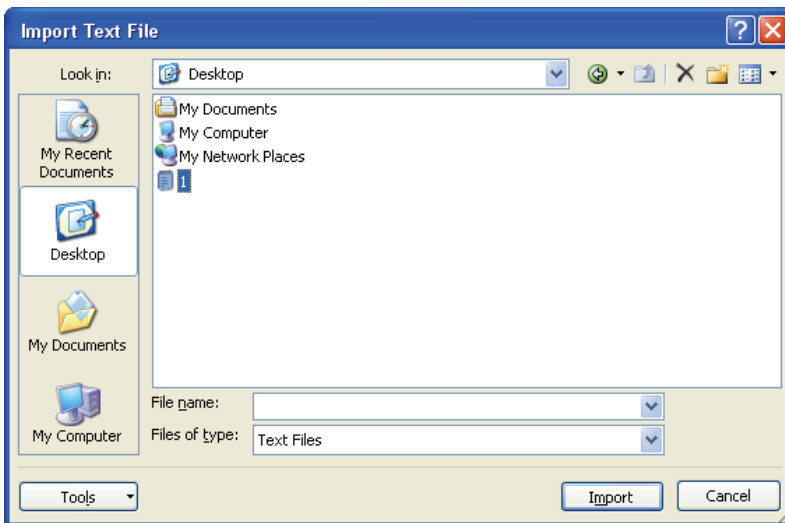 Import Text File
Look in:
Desktop
My Documents
My Computer
My Network Places
1
My Recent
Documents
Desktop
My Documents
My Computer
File name:
Files of type:
Text Files
Tools
Import
Cancel